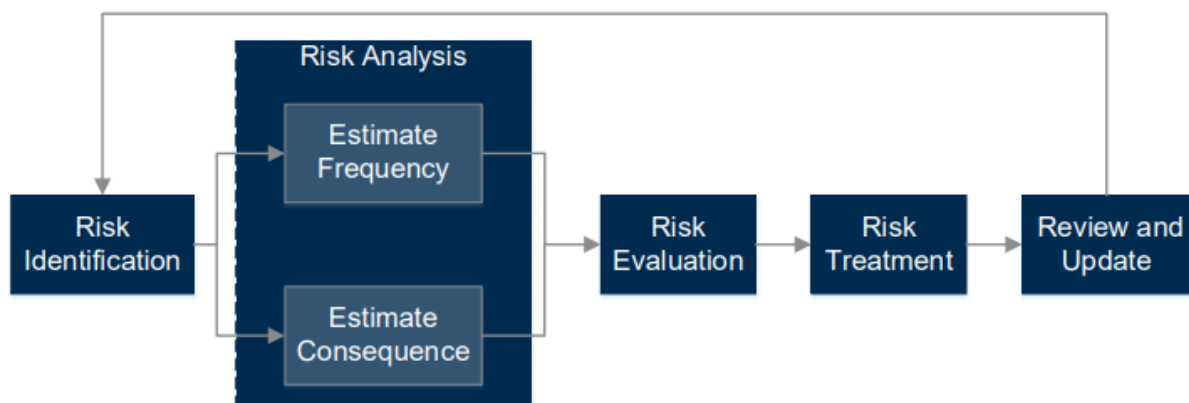 Risk Analysis
Estimate
Frequency
Risk
Identification
Risk
Evaluation
Risk
Treatment
Review and
Update
Estimate
Consequence